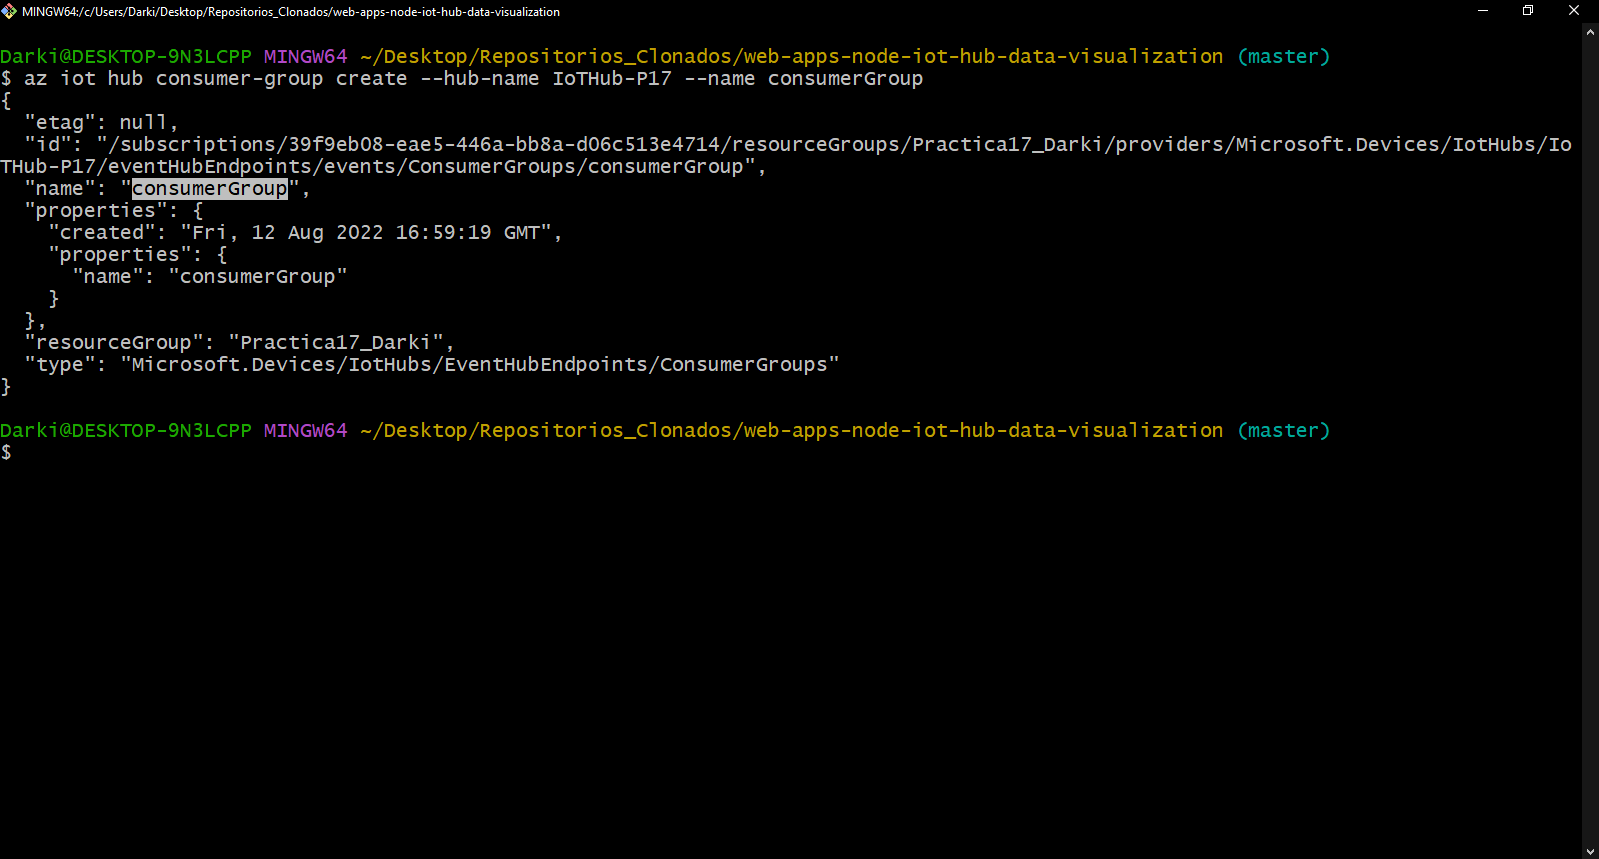 MINGW64:/c/Users/Darki/Desktop/Repositorios_Clonados/web-apps-node-iot-hub-data-visualization
Darki@DESKTOP-9N3LCPP MINGW64 ~/Desktop/Repositorios_Clonados/web-apps-node-iot-hub-data-visualization (master)
$ az iot hub consumer-group create --hub-name IoTHub-P17 --name consumerGroup
{
  "etag": null,
  "id": "/subscriptions/39f9eb08-eae5-446a-bb8a-d06c513e4714/resourceGroups/Practica17_Darki/providers/Microsoft.Devices/IotHubs/Io
THub-P17/eventHubEndpoints/events/ConsumerGroups/consumerGroup",
  "name": "consumerGroup",
  "properties": {
    "created": "Fri, 12 Aug 2022 16:59:19 GMT",
    "properties": {
      "name": "consumerGroup"
    }
  },
  "resourceGroup": "Practica17_Darki",
  "type": "Microsoft.Devices/IotHubs/EventHubEndpoints/ConsumerGroups"
}
Darki@DESKTOP-9N3LCPP MINGW64 ~/Desktop/Repositorios_Clonados/web-apps-node-iot-hub-data-visualization (master)
$